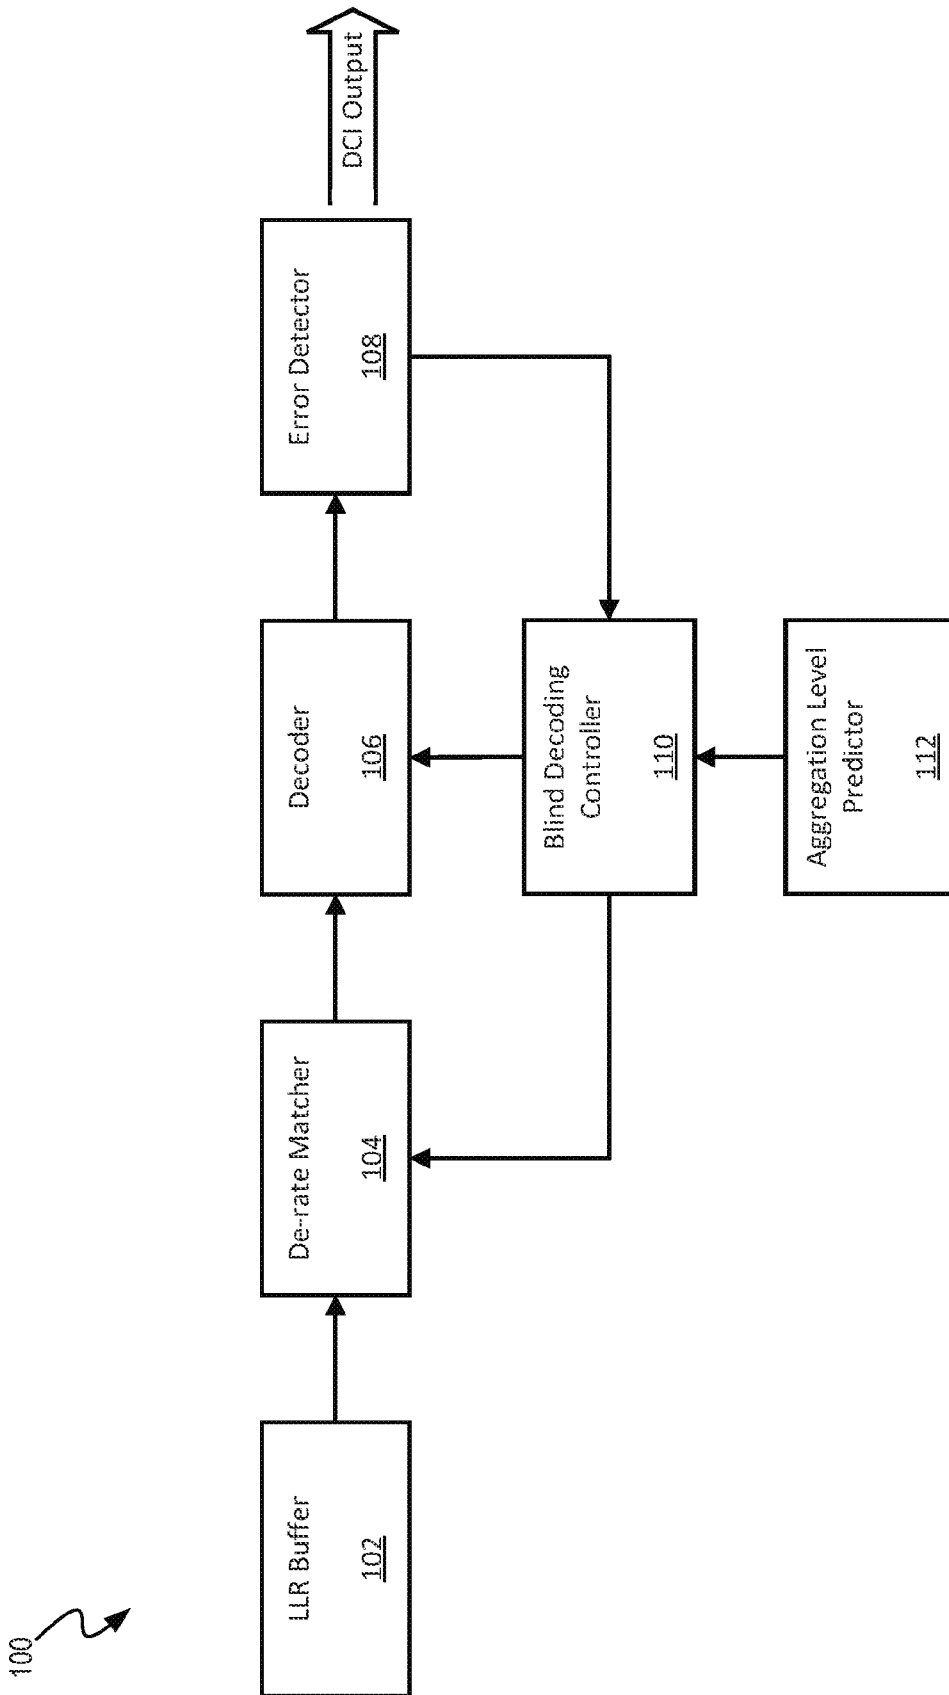 100
LLR Buffer
102
De-rate Matcher
104
Decoder
106
Error Detector
108
DCI Output
Blind Decoding
Controller
110
Aggregation Level
Predictor
112